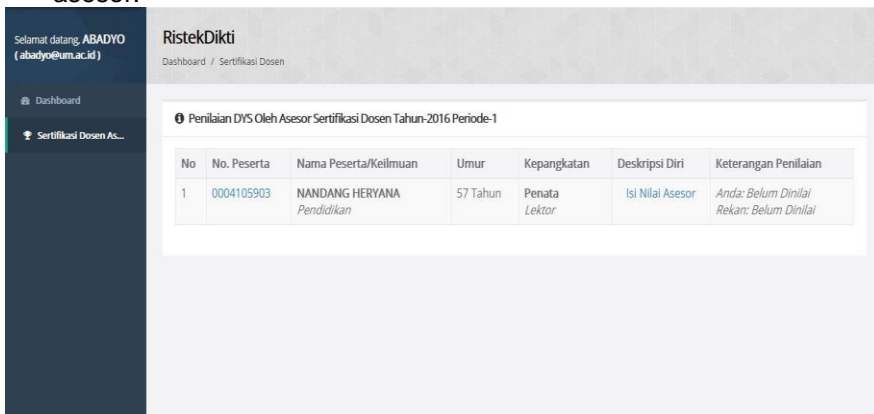 asesor.
Selamat datang, ABADYO
( abadyo@um.ac.id )
Dashboard
Sertifikasi Dosen As...
RistekDikti
Dashboard / Sertifikasi Dosen
Penilaian DYS Oleh Asesor Sertifikasi Dosen Tahun-2016 Periode-1
No No. Peserta Nama Peserta/Keilmuan Umur Kepangkatan Deskripsi Diri Keterangan Penilaian
1 0004105903 NANDANG HERYANA 57 Tahun Penata Isi Nilai Asesor Anda: Belum Dinilai
Pendidikan Lektor Rekan: Belum Dinilai